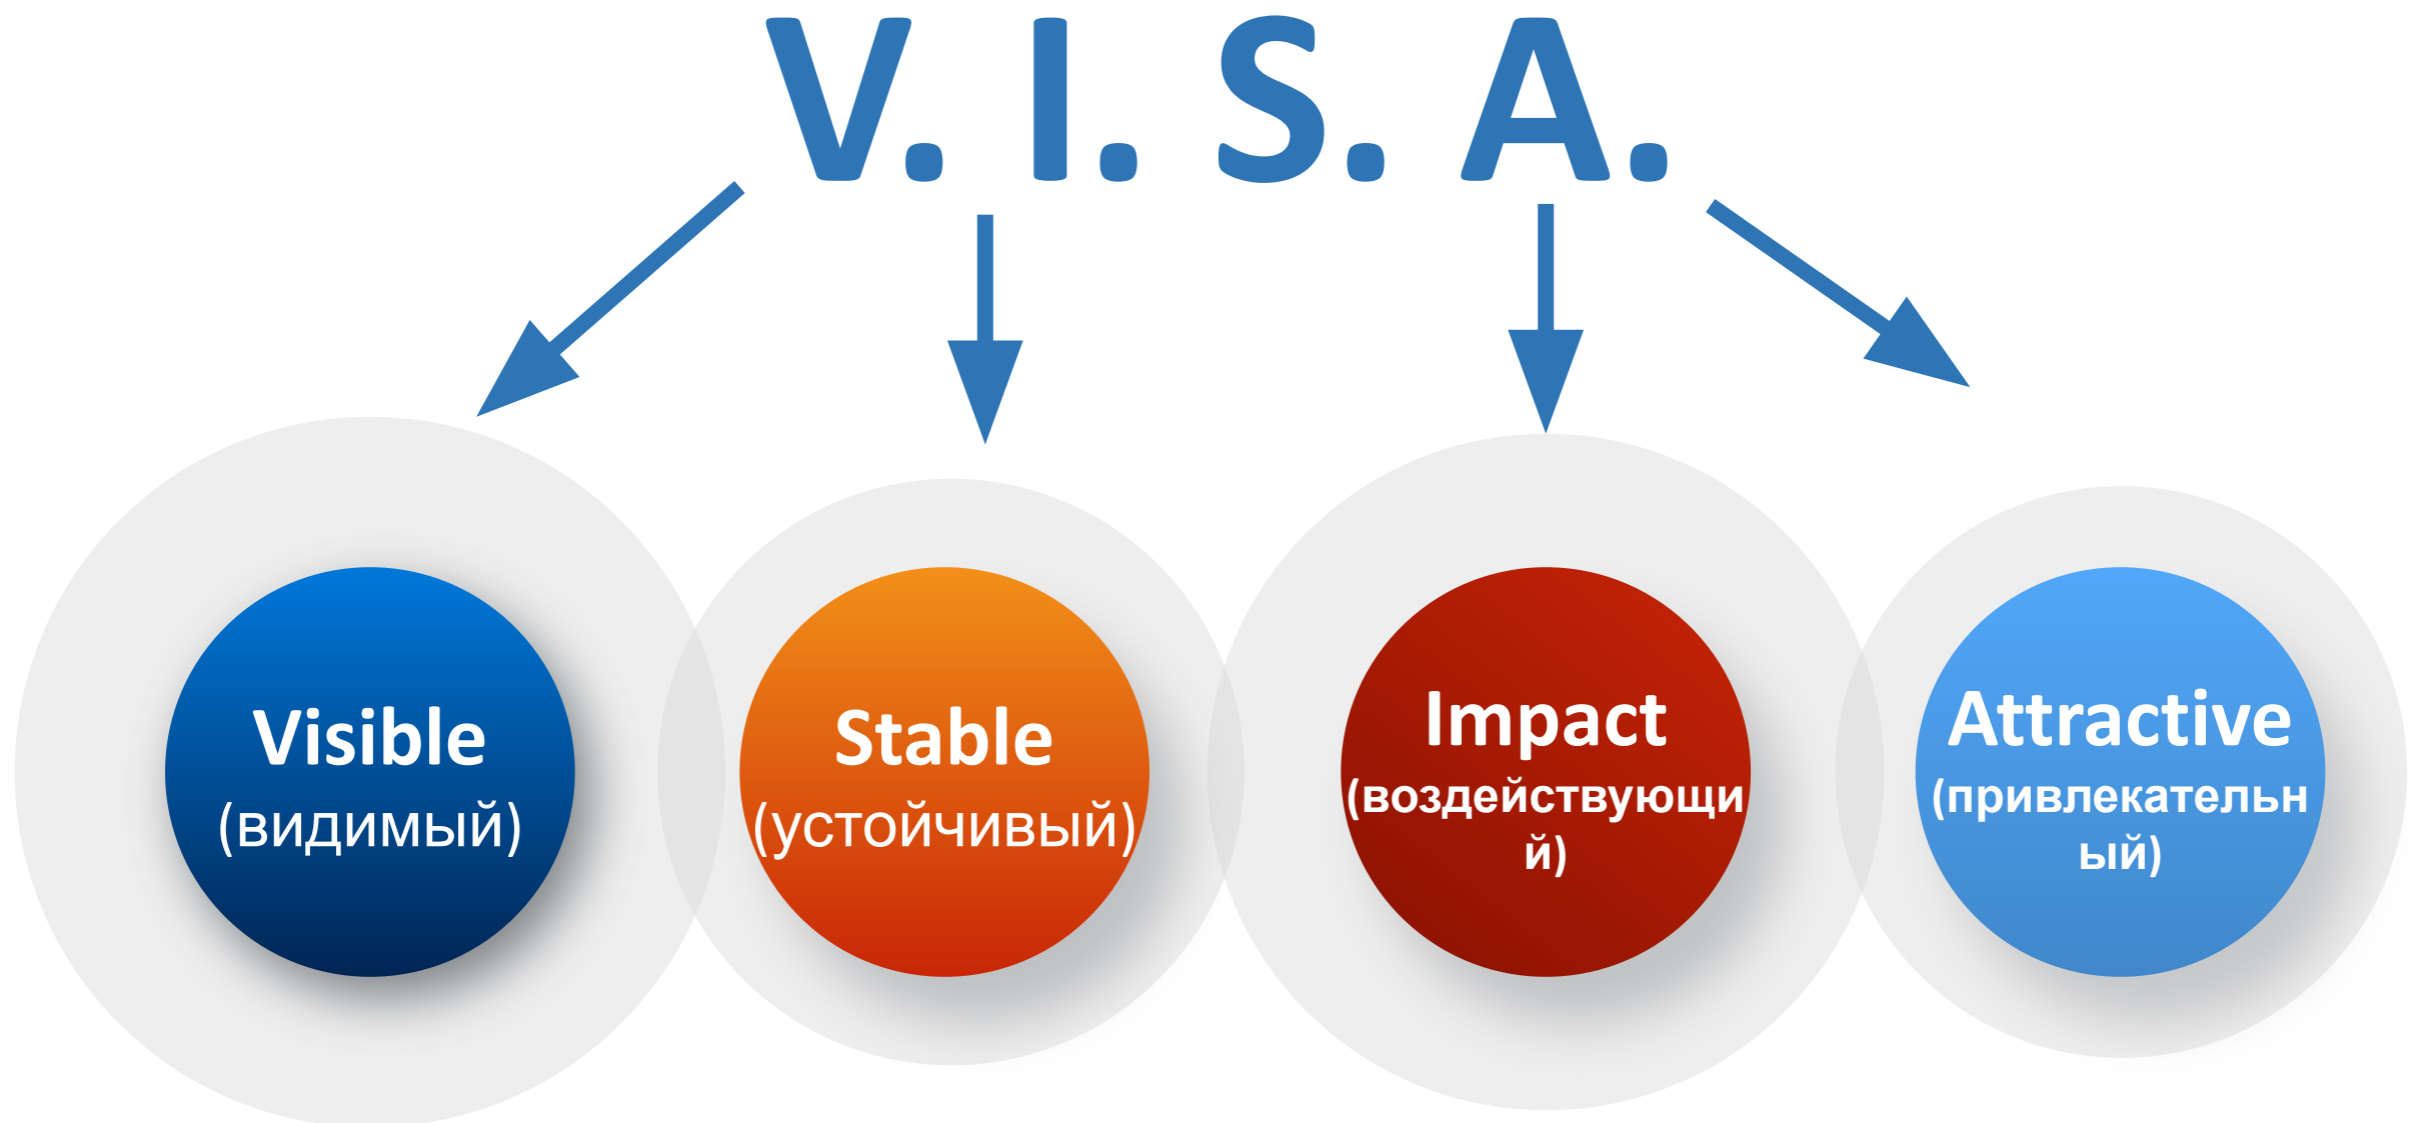 V. I. S. A.
Visible
(видимый)
Stable
(устойчивый)
Impact
(воздействующи
й)
Attractive
(привлекательн
ый)